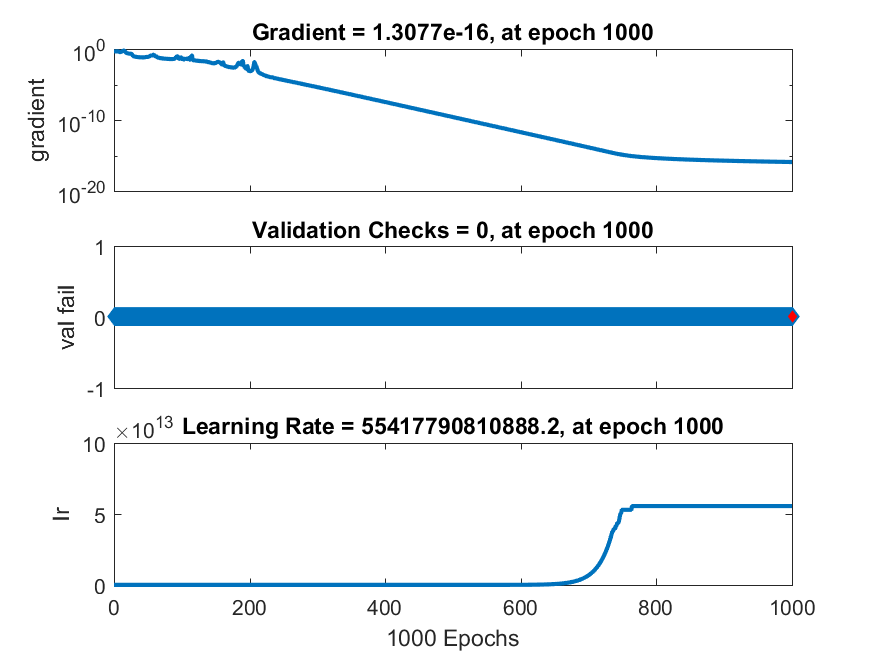 Gradient = 1.3077e-16, at epoch 1000
10^0
10^-10
10^-20
gradient
Validation Checks = 0, at epoch 1000
1
0
-1
val fail
×10^13 Learning Rate = 55417790810888.2, at epoch 1000
10
5
0
lr
0 200 400 600 800 1000
1000 Epochs